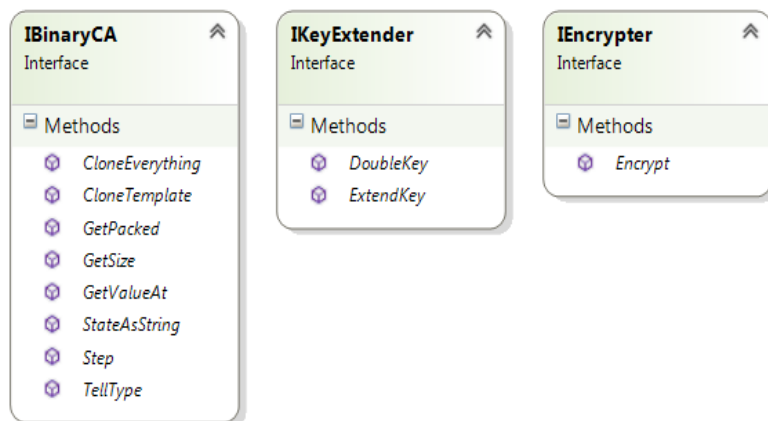 IBinaryCA
Interface
Methods
CloneEverything
CloneTemplate
GetPacked
GetSize
GetValueAt
StateAsString
Step
TellType
IKeyExtender
Interface
Methods
DoubleKey
ExtendKey
IEncrypter
Interface
Methods
Encrypt